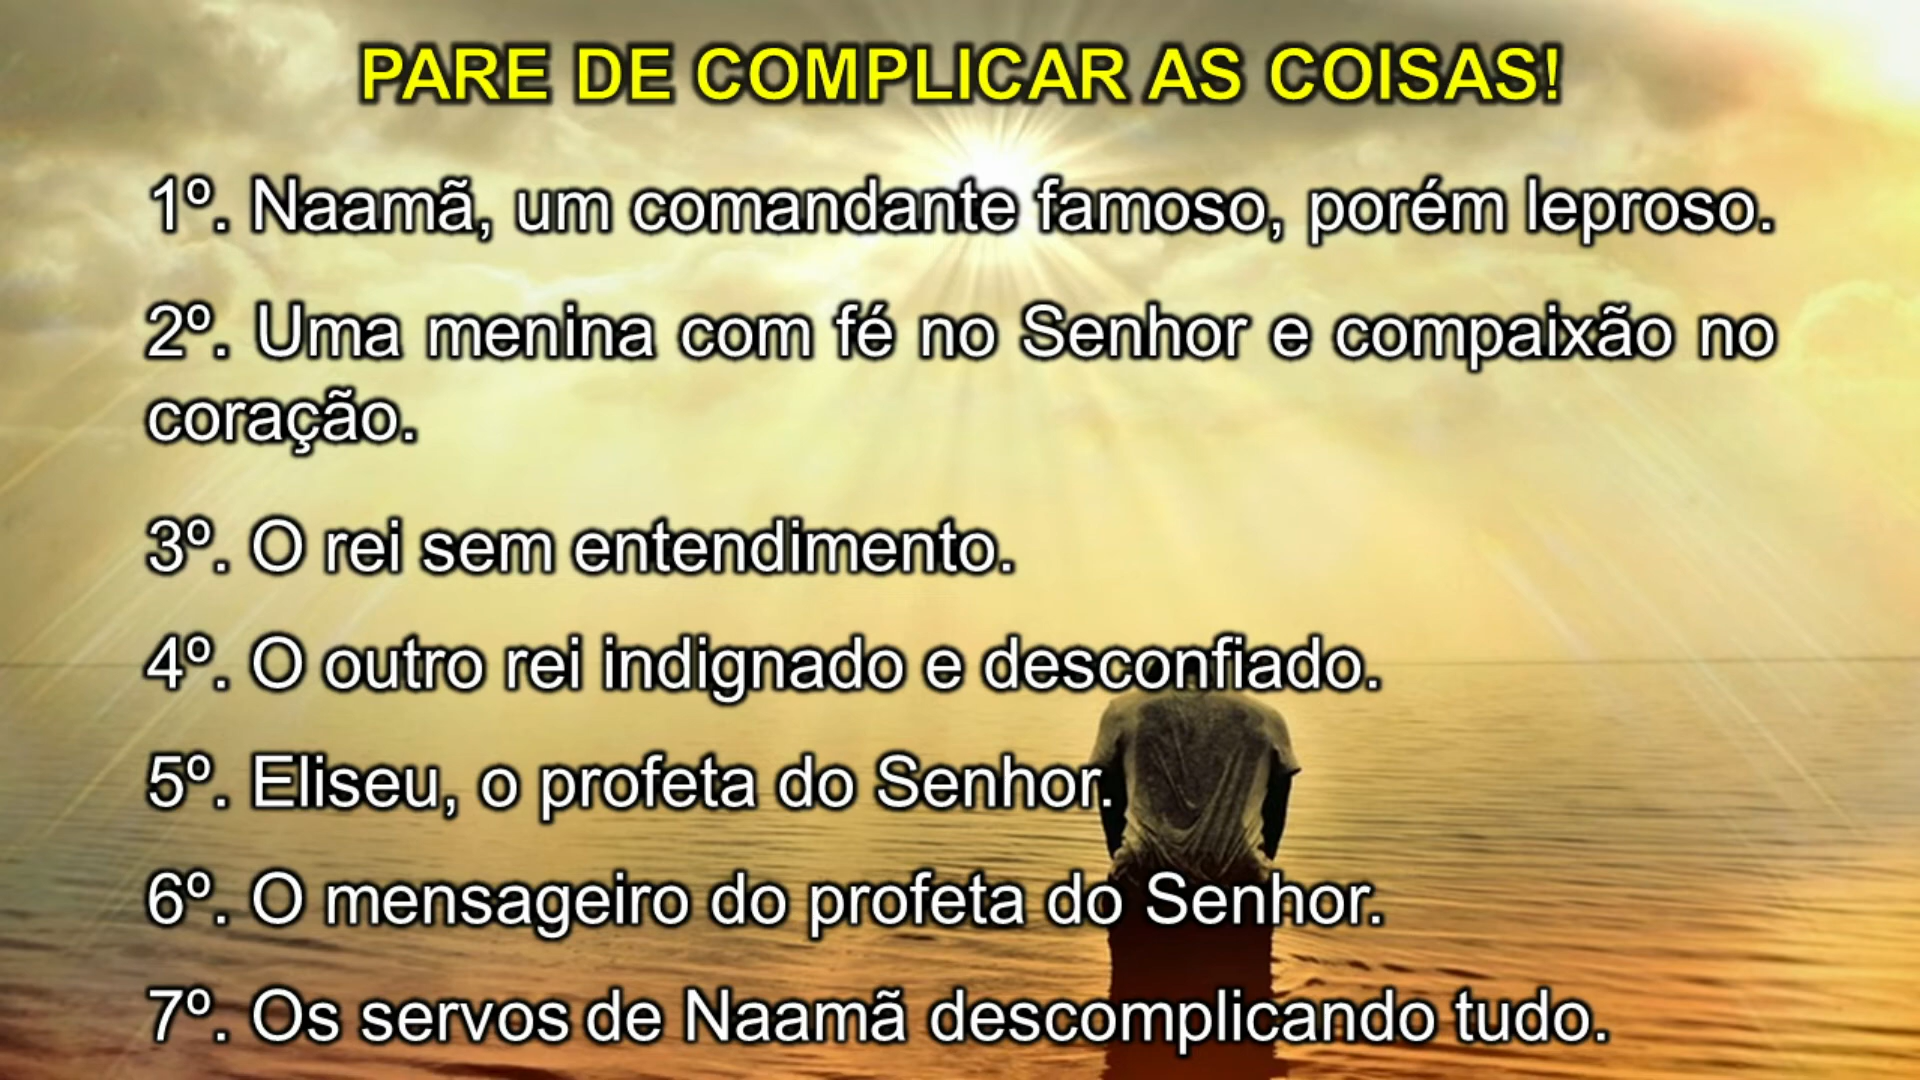 PARE DE COMPLICAR AS COISAS!
1º. Naamã, um comandante famoso, porém leproso.
2º. Uma menina com fé no Senhor e compaixão no
coração.
3º. O rei sem entendimento.
4º. O outro rei indignado e desconfiado.
5º. Eliseu, o profeta do Senhor.
6º. O mensageiro do profeta do Senhor.
7º. Os servos de Naamã descomplicando tudo.